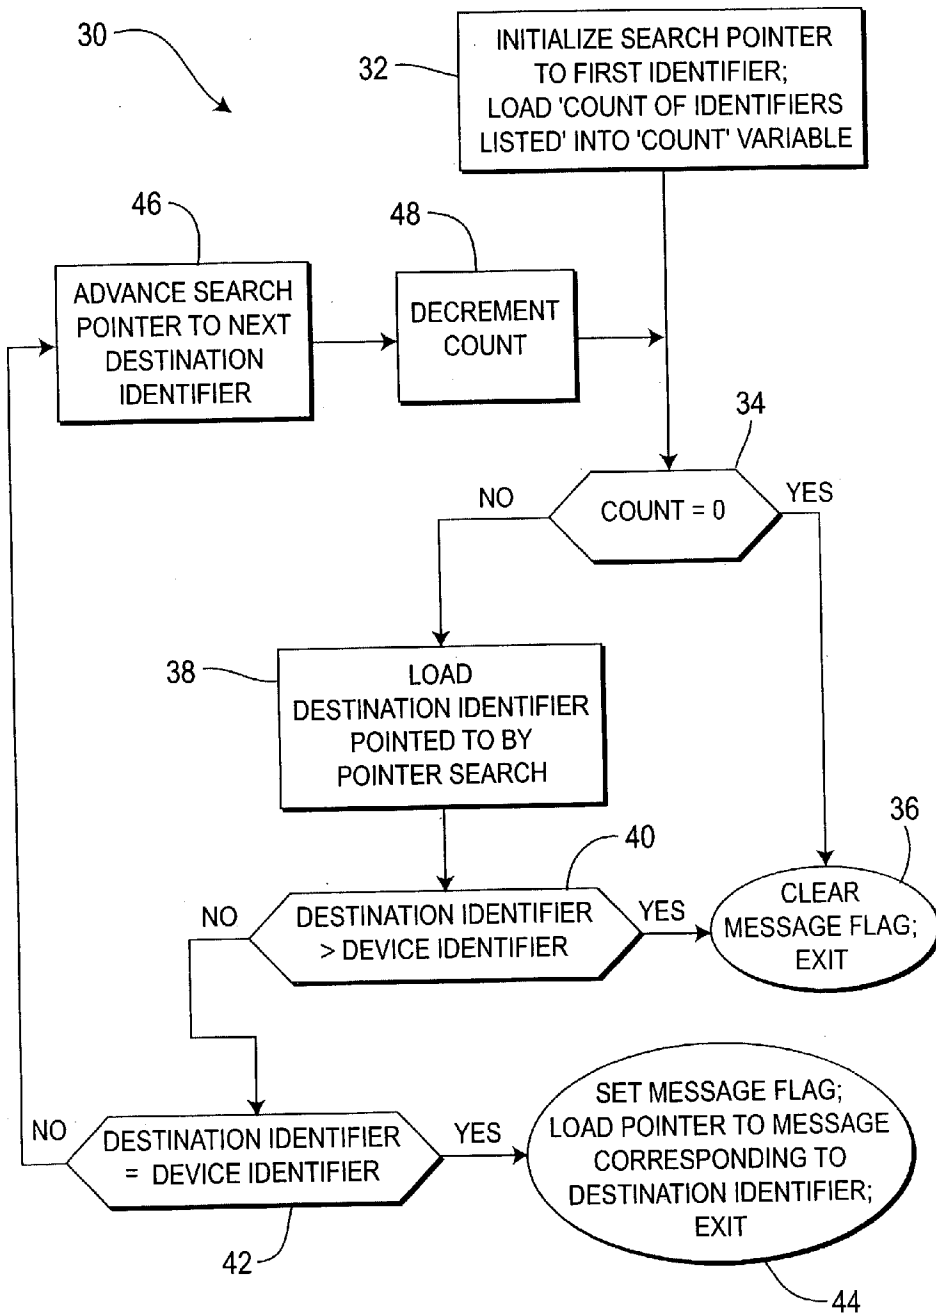 30
32
INITIALIZE SEARCH POINTER
TO FIRST IDENTIFIER;
LOAD 'COUNT OF IDENTIFIERS
LISTED' INTO 'COUNT' VARIABLE
46
48
ADVANCE SEARCH
POINTER TO NEXT
DESTINATION
IDENTIFIER
DECREMENT
COUNT
34
NO
COUNT = 0
YES
38
LOAD
DESTINATION IDENTIFIER
POINTED TO BY
POINTER SEARCH
40
36
NO
DESTINATION IDENTIFIER
> DEVICE IDENTIFIER
YES
CLEAR
MESSAGE FLAG;
EXIT
NO
DESTINATION IDENTIFIER
= DEVICE IDENTIFIER
YES
SET MESSAGE FLAG;
LOAD POINTER TO MESSAGE
CORRESPONDING TO
DESTINATION IDENTIFIER;
EXIT
42
44